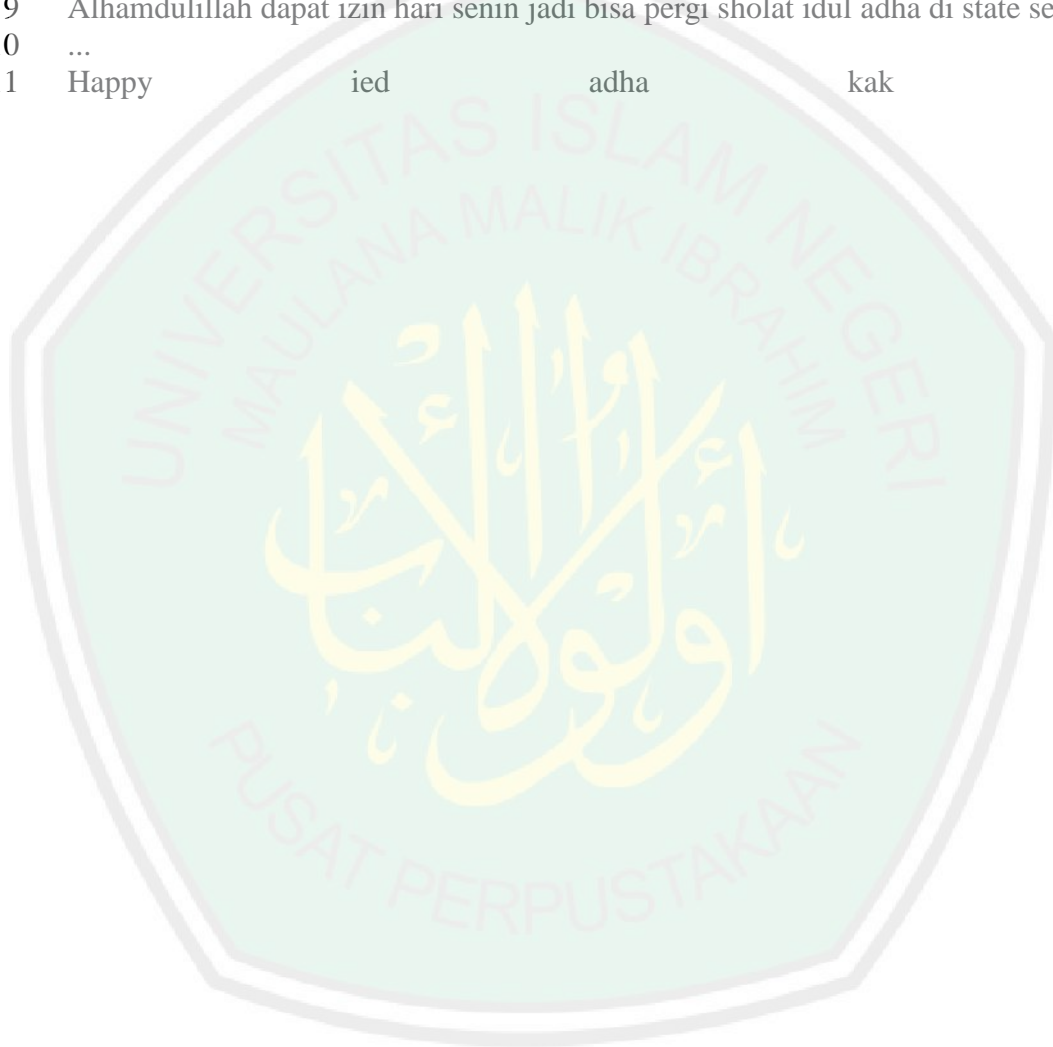 9 Alhamdulillah dapat izin hari senin jadi bisa pergi sholat idul adha di state se
0 ...
1 Happy ied adha kak
UNIVERSITAS ISLAM NEGERI
MAULANA MALIK IBRAHIM
أولوا الألباب
PUSAT PERPUSTAKAAN